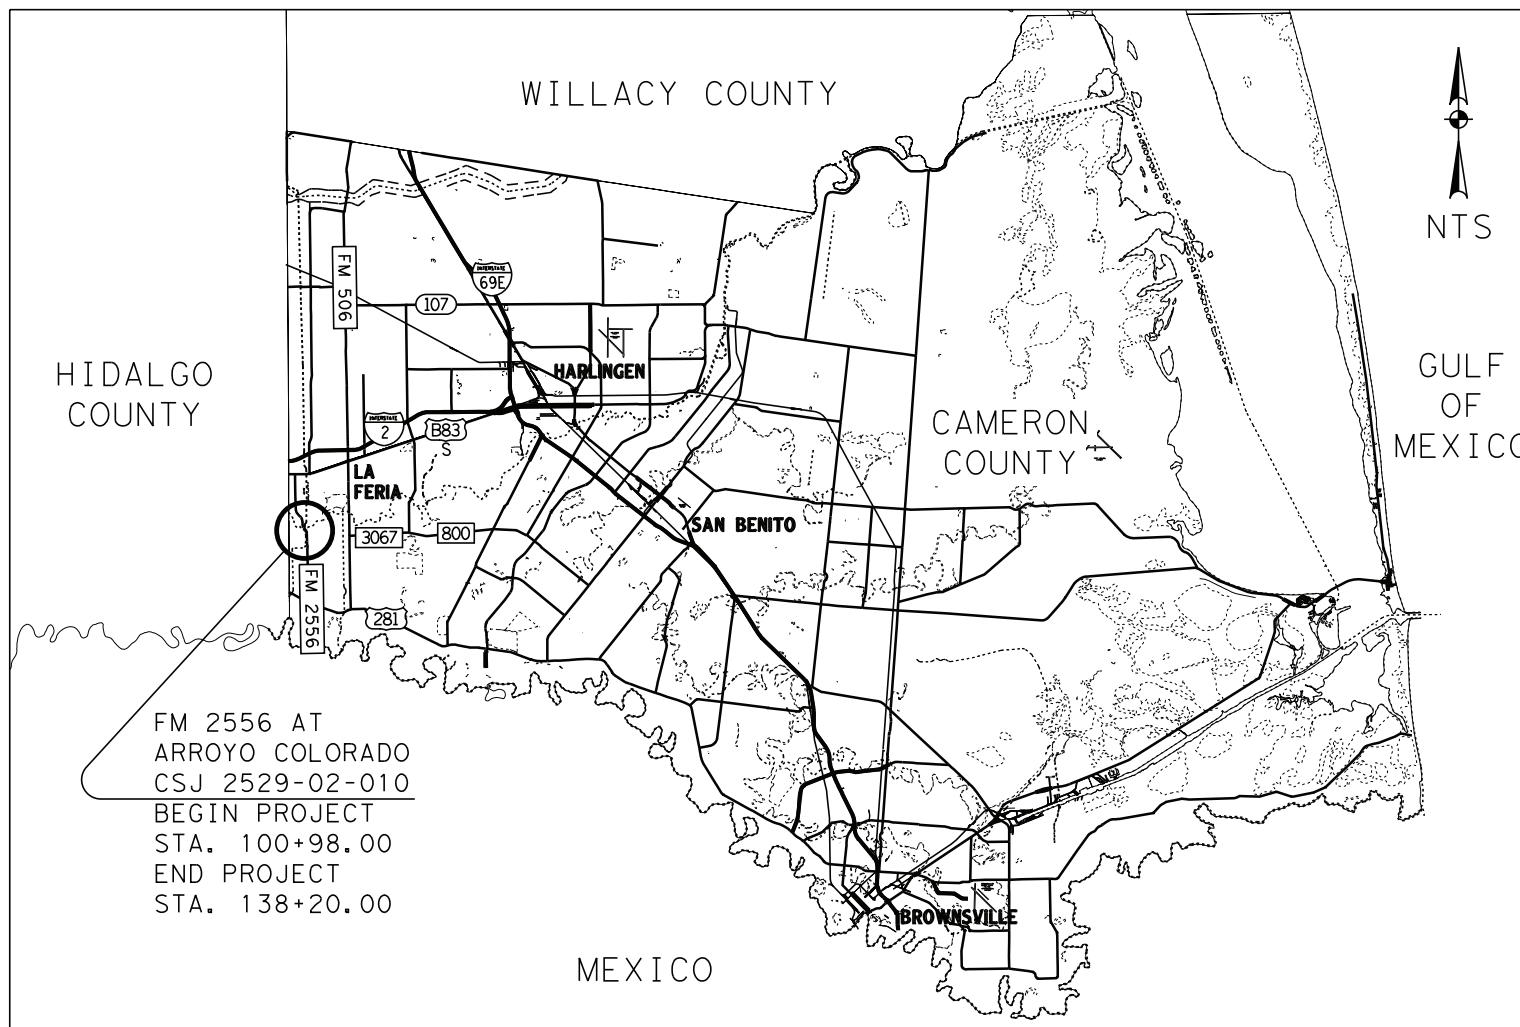 WILLACY COUNTY
NTS
FM 506
INTERSTATE
69E
107
HIDALGO
COUNTY
HARLINGEN
GULF
OF
MEXICO
INTERSTATE
2
B83
S
CAMERON
COUNTY
LA
FERIA
3067
800
SAN BENITO
FM 2556
281
FM 2556 AT
ARROYO COLORADO
CSJ 2529-02-010
BEGIN PROJECT
STA. 100+98.00
END PROJECT
STA. 138+20.00
BROWNSVILLE
MEXICO